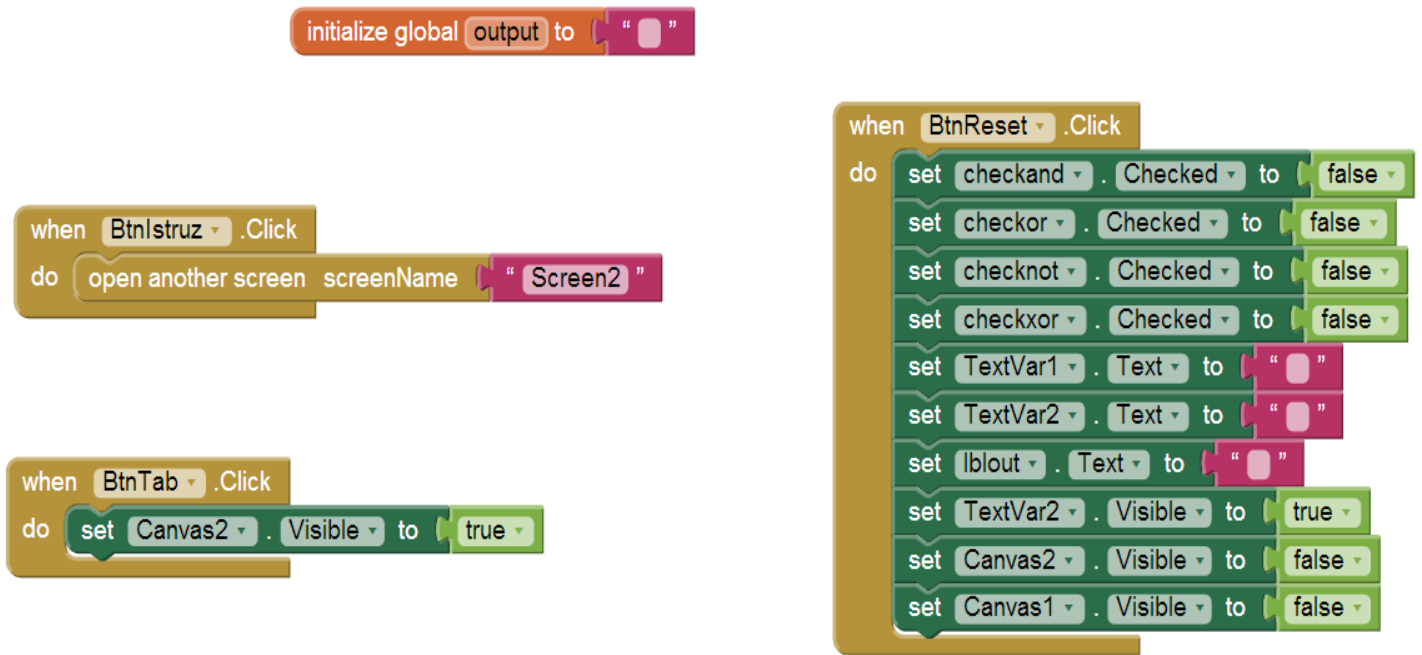 initialize global output to " "
when BtnIstruz .Click
do open another screen screenName " Screen2 "
when BtnTab .Click
do set Canvas2 . Visible to true
when BtnReset .Click
do set checkand . Checked to false
set checkor . Checked to false
set checknot . Checked to false
set checkxor . Checked to false
set TextVar1 . Text to " "
set TextVar2 . Text to " "
set lblout . Text to " "
set TextVar2 . Visible to true
set Canvas2 . Visible to false
set Canvas1 . Visible to false